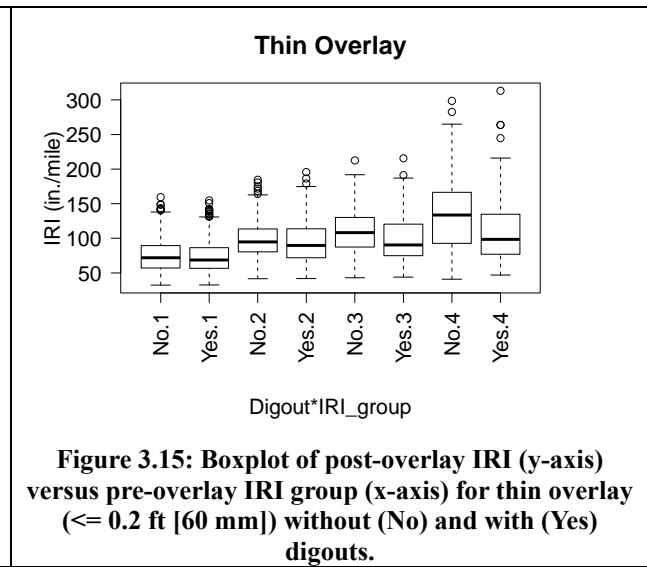 Thin Overlay
300
250
200
150
100
50
IRI (in./mile)
No.1
Yes.1
No.2
Yes.2
No.3
Yes.3
No.4
Yes.4
Digout*IRI_group
Figure 3.15: Boxplot of post-overlay IRI (y-axis)
versus pre-overlay IRI group (x-axis) for thin overlay
(<= 0.2 ft [60 mm]) without (No) and with (Yes)
digouts.